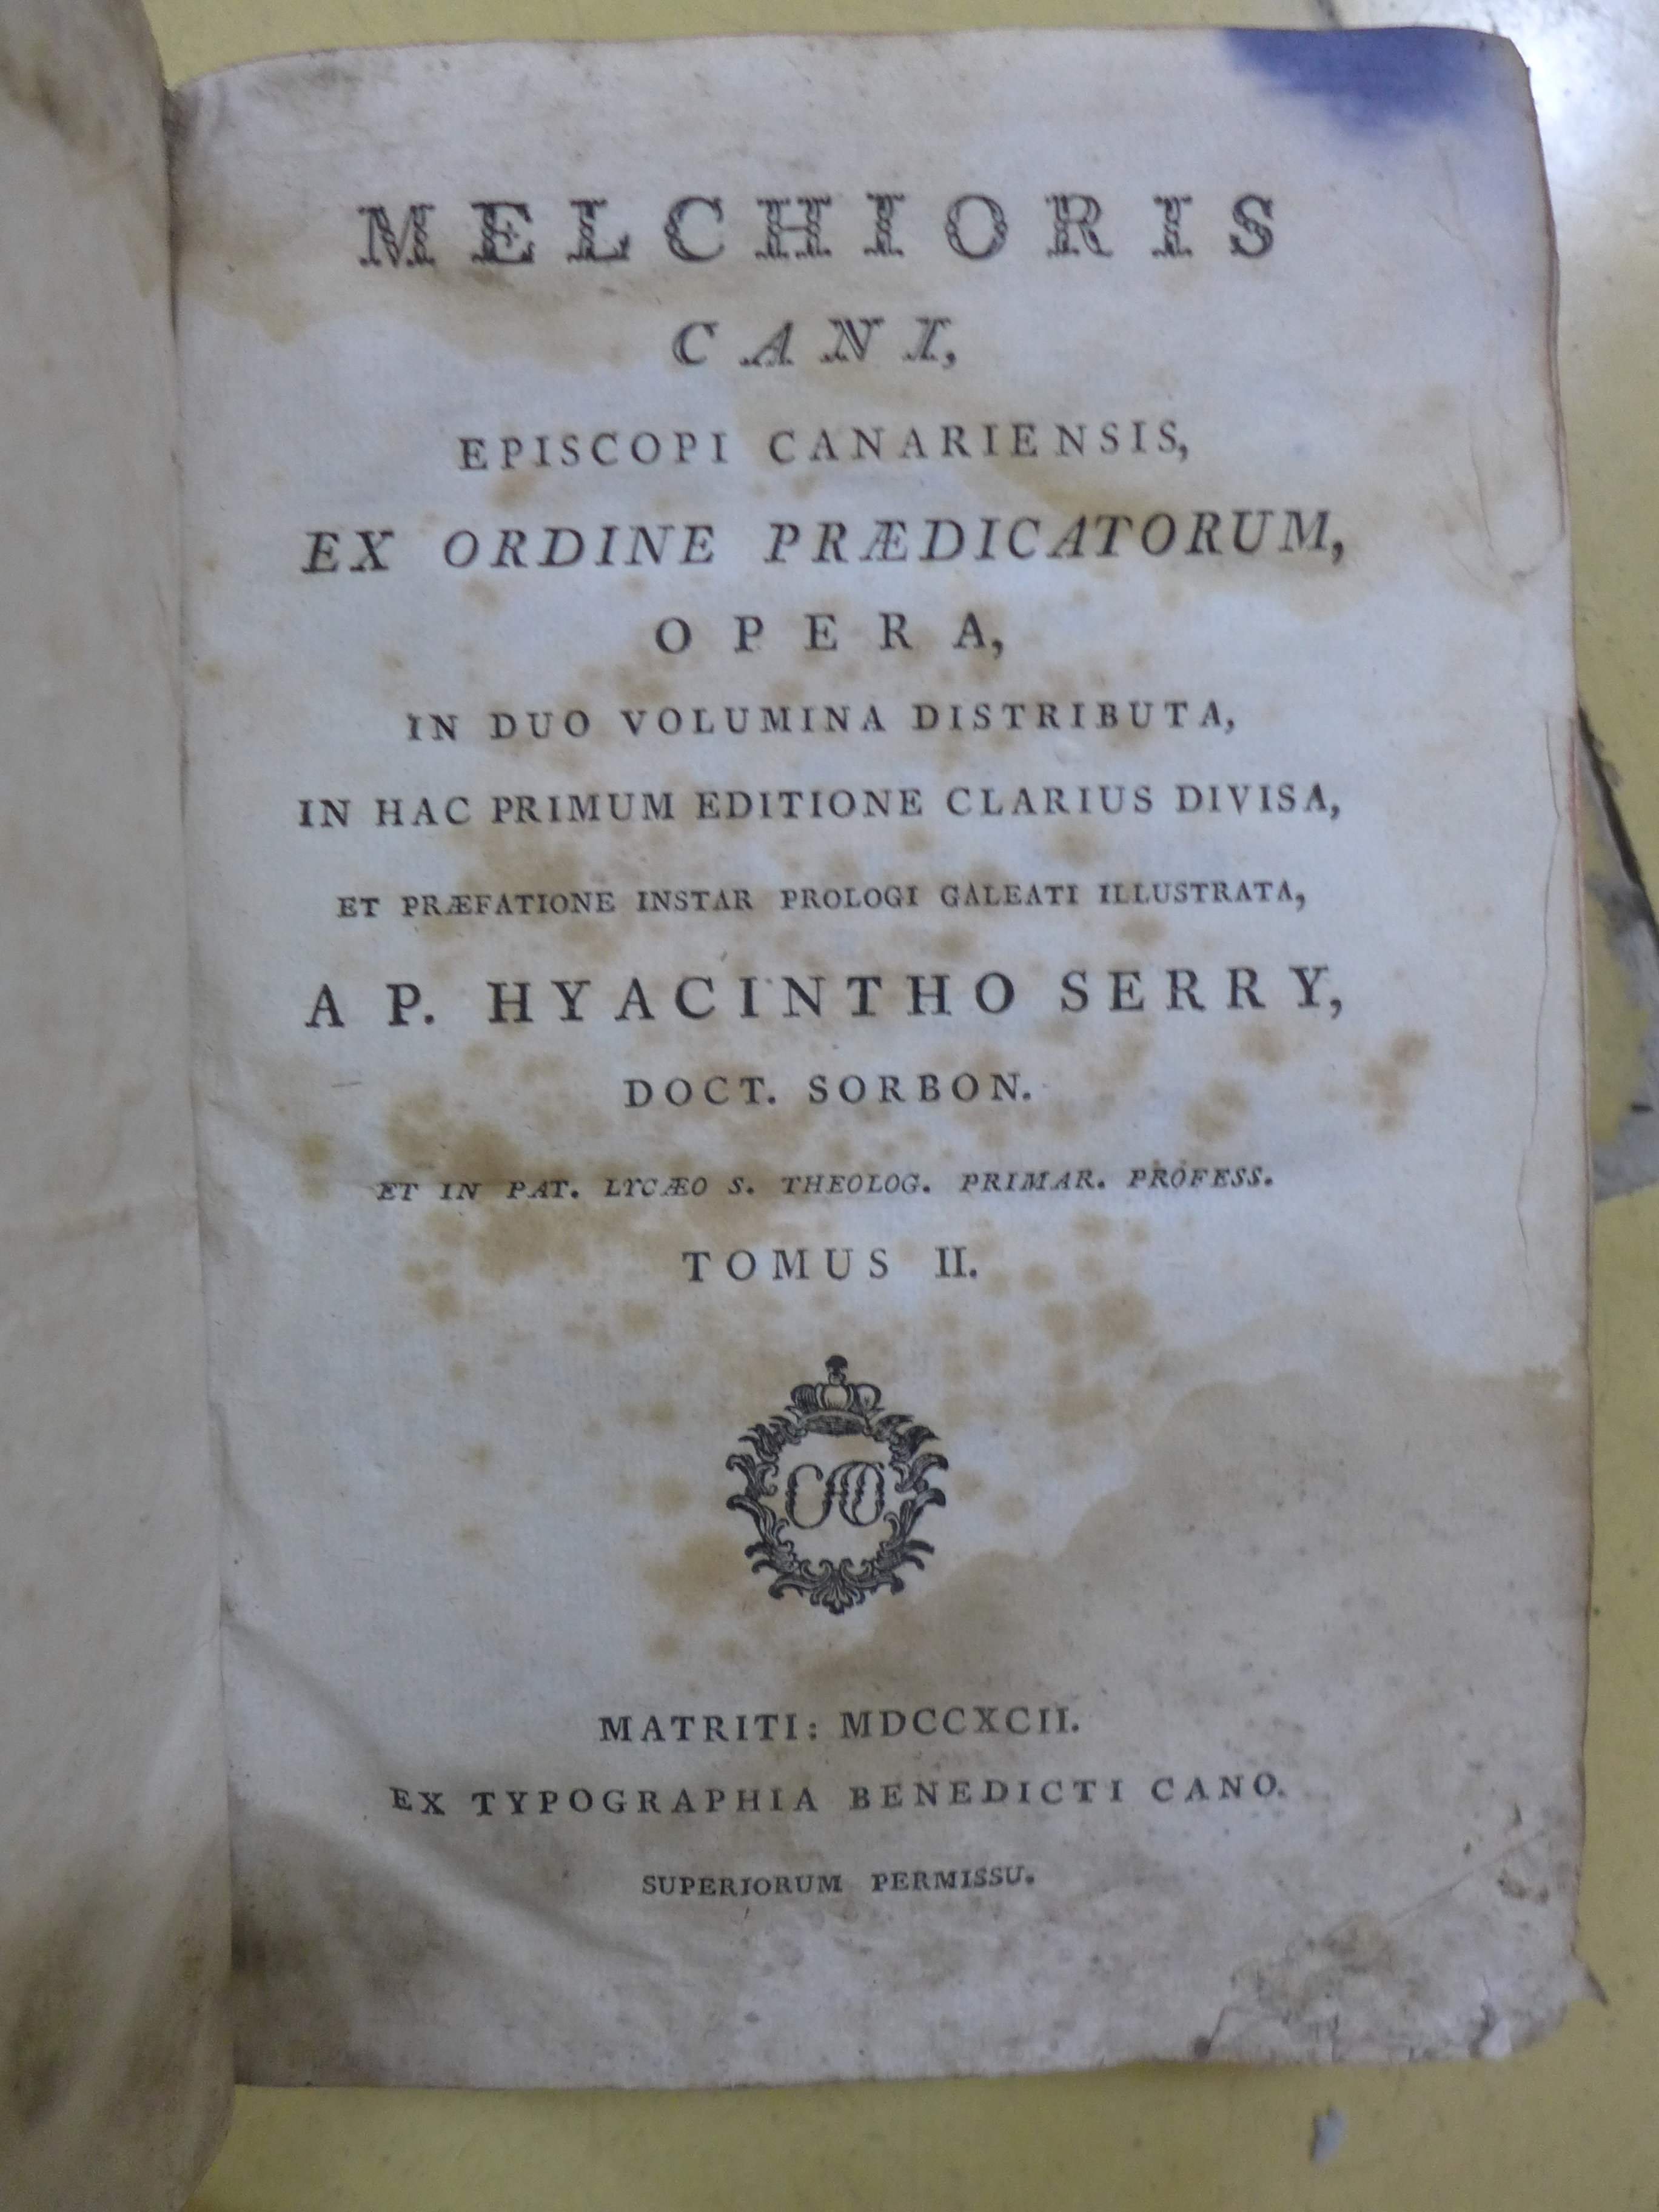 MELCHIORIS
CANI,
EPISCOPI CANARIENSIS,
EX ORDINE PRÆDICATORUM,
OPERA,
IN DUO VOLUMINA DISTRIBUTA,
IN HAC PRIMUM EDITIONE CLARIUS DIVISA,
ET PRÆFATIONE INSTAR PROLOGI GALEATI ILLUSTRATA,
A P. HYACINTHO SERRY,
DOCT. SORBON.
ET IN PAT. LYCÆO S. THEOLOG. PRIMAR. PROFESS.
TOMUS II.
MATRITI: MDCCXCII.
EX TYPOGRAPHIA BENEDICTI CANO.
SUPERIORUM PERMISSU.